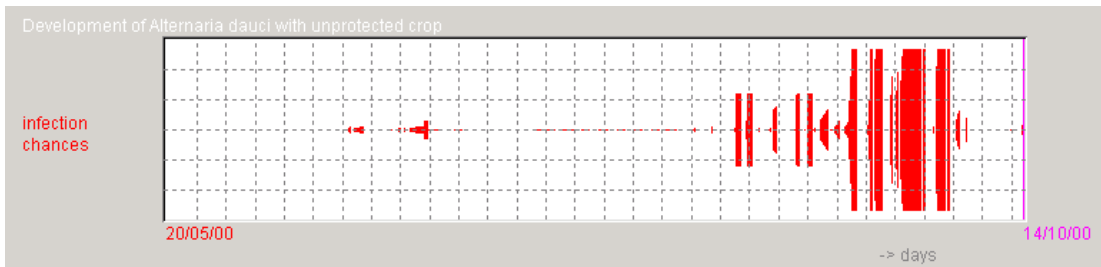 Development of Alternaria dauci with unprotected crop
infection
chances
20/05/00
14/10/00
-> days